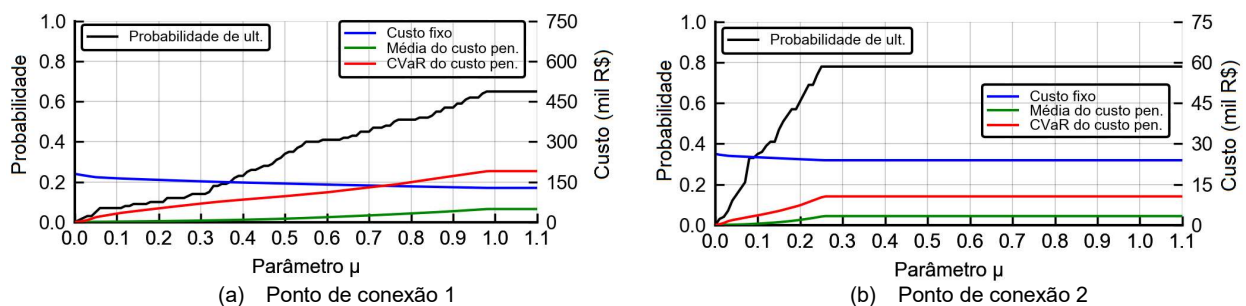 1.0
0.8
0.6
0.4
0.2
0.0
Probabilidade
Probabilidade de ult.
Custo fixo
Média do custo pen.
CVaR do custo pen.
750
600
450
300
150
0
Custo (mil R$)
0.0 0.1 0.2 0.3 0.4 0.5 0.6 0.7 0.8 0.9 1.0 1.1
Parâmetro μ
(a) Ponto de conexão 1
1.0
0.8
0.6
0.4
0.2
0.0
Probabilidade
Probabilidade de ult.
Custo fixo
Média do custo pen.
CVaR do custo pen.
75
60
45
30
15
0
Custo (mil R$)
0.0 0.1 0.2 0.3 0.4 0.5 0.6 0.7 0.8 0.9 1.0 1.1
Parâmetro μ
(b) Ponto de conexão 2